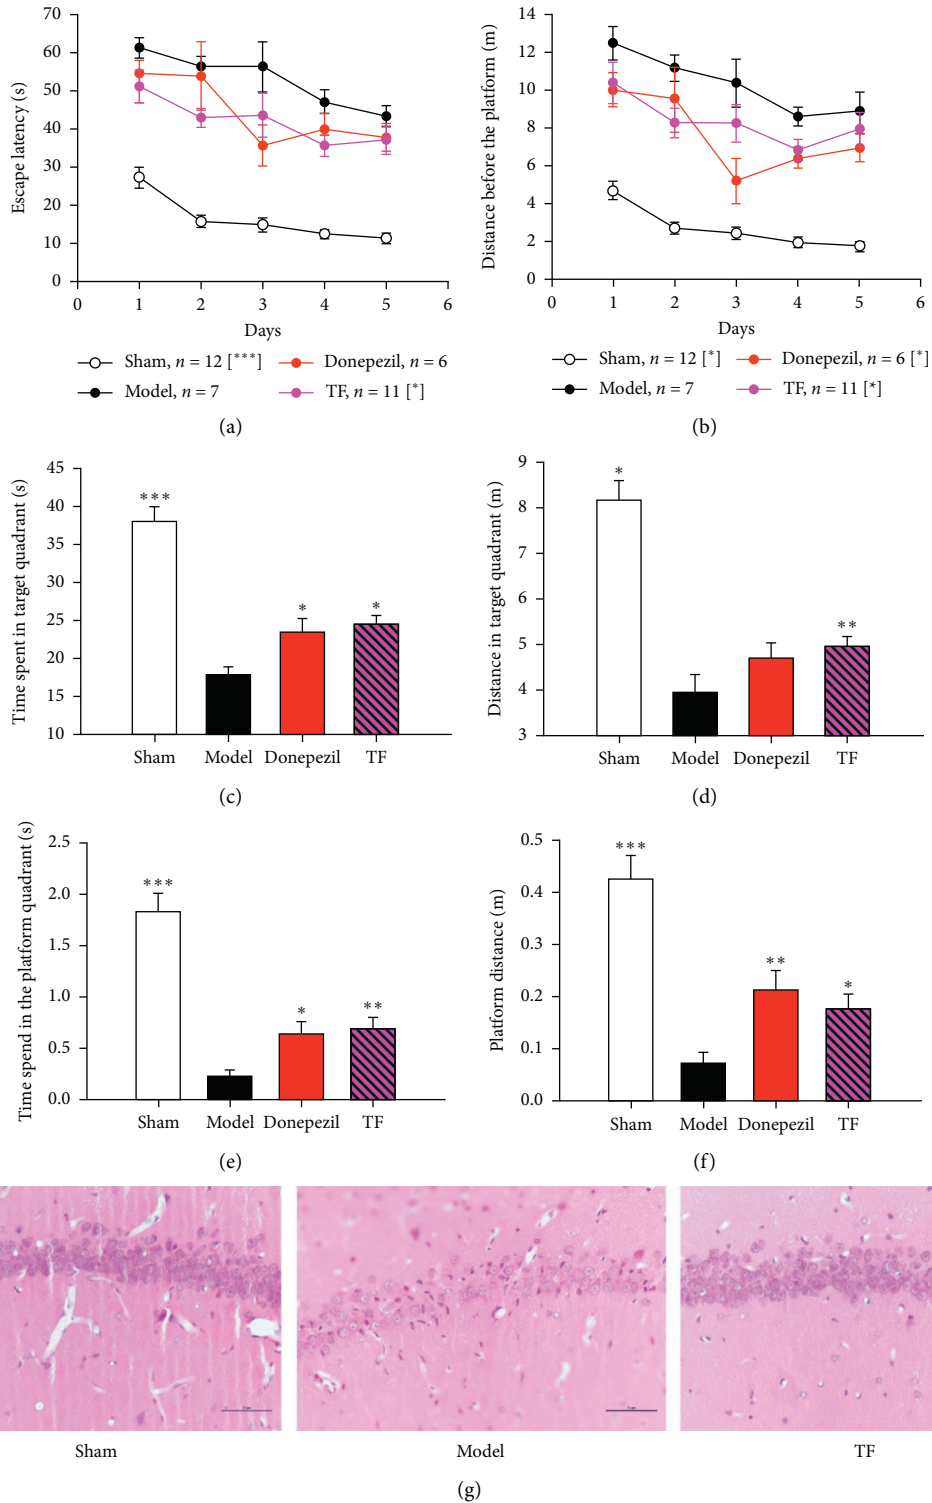 70
60
50
40
30
20
10
0
Escape latency (s)
0 1 2 3 4 5 6
Days
Sham, n = 12 [***]
Donepezil, n = 6
Model, n = 7
TF, n = 11 [*]
(a)
14
12
10
8
6
4
2
0
Distance before the platform (m)
0 1 2 3 4 5 6
Days
Sham, n = 12 [*]
Donepezil, n = 6 [*]
Model, n = 7
TF, n = 11 [*]
(b)
45
40
35
30
25
20
15
10
Time spent in target quadrant (s)
***
*
*
Sham Model Donepezil TF
(c)
9
8
7
6
5
4
3
Distance in target quadrant (m)
*
**
Sham Model Donepezil TF
(d)
2.5
2.0
1.5
1.0
0.5
0.0
Time spend in the platform quadrant (s)
***
*
**
Sham Model Donepezil TF
(e)
0.5
0.4
0.3
0.2
0.1
0.0
Platform distance (m)
***
**
*
Sham Model Donepezil TF
(f)
Sham
Model
TF
(g)